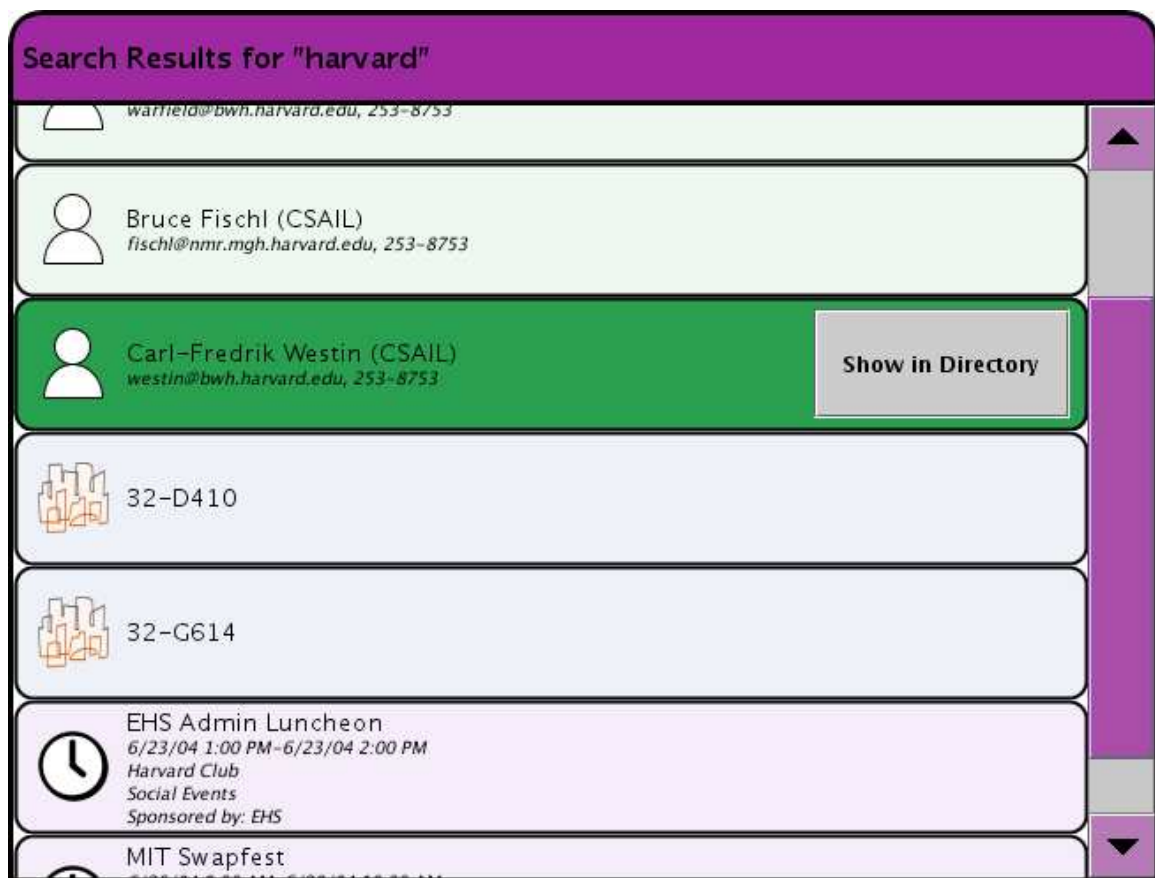 Search Results for "harvard"
warfield@bwh.harvard.edu, 253-8753
Bruce Fischl (CSAIL)
fischl@nmr.mgh.harvard.edu, 253-8753
Carl-Fredrik Westin (CSAIL)
westin@bwh.harvard.edu, 253-8753
Show in Directory
32-D410
32-G614
EHS Admin Luncheon
6/23/04 1:00 PM-6/23/04 2:00 PM
Harvard Club
Social Events
Sponsored by: EHS
MIT Swapfest